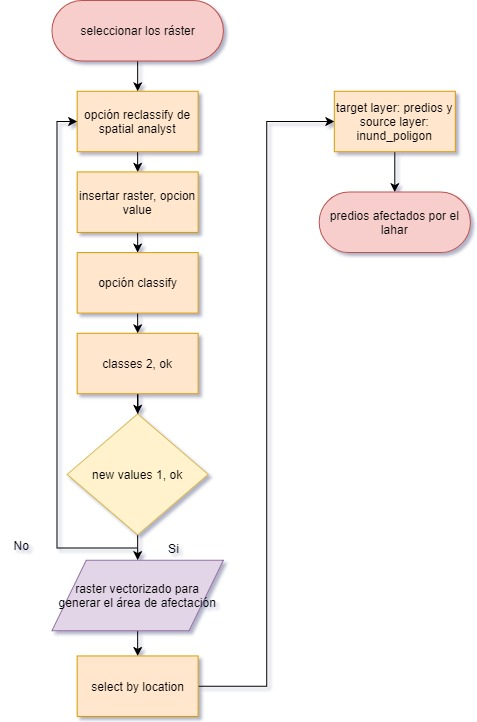 seleccionar los ráster
opción reclassify de
spatial analyst
insertar raster, opcion
value
opción classify
classes 2, ok
new values 1, ok
No
Si
raster vectorizado para
generar el área de afectación
select by location
target layer: predios y
source layer:
inund_poligon
predios afectados por el
lahar